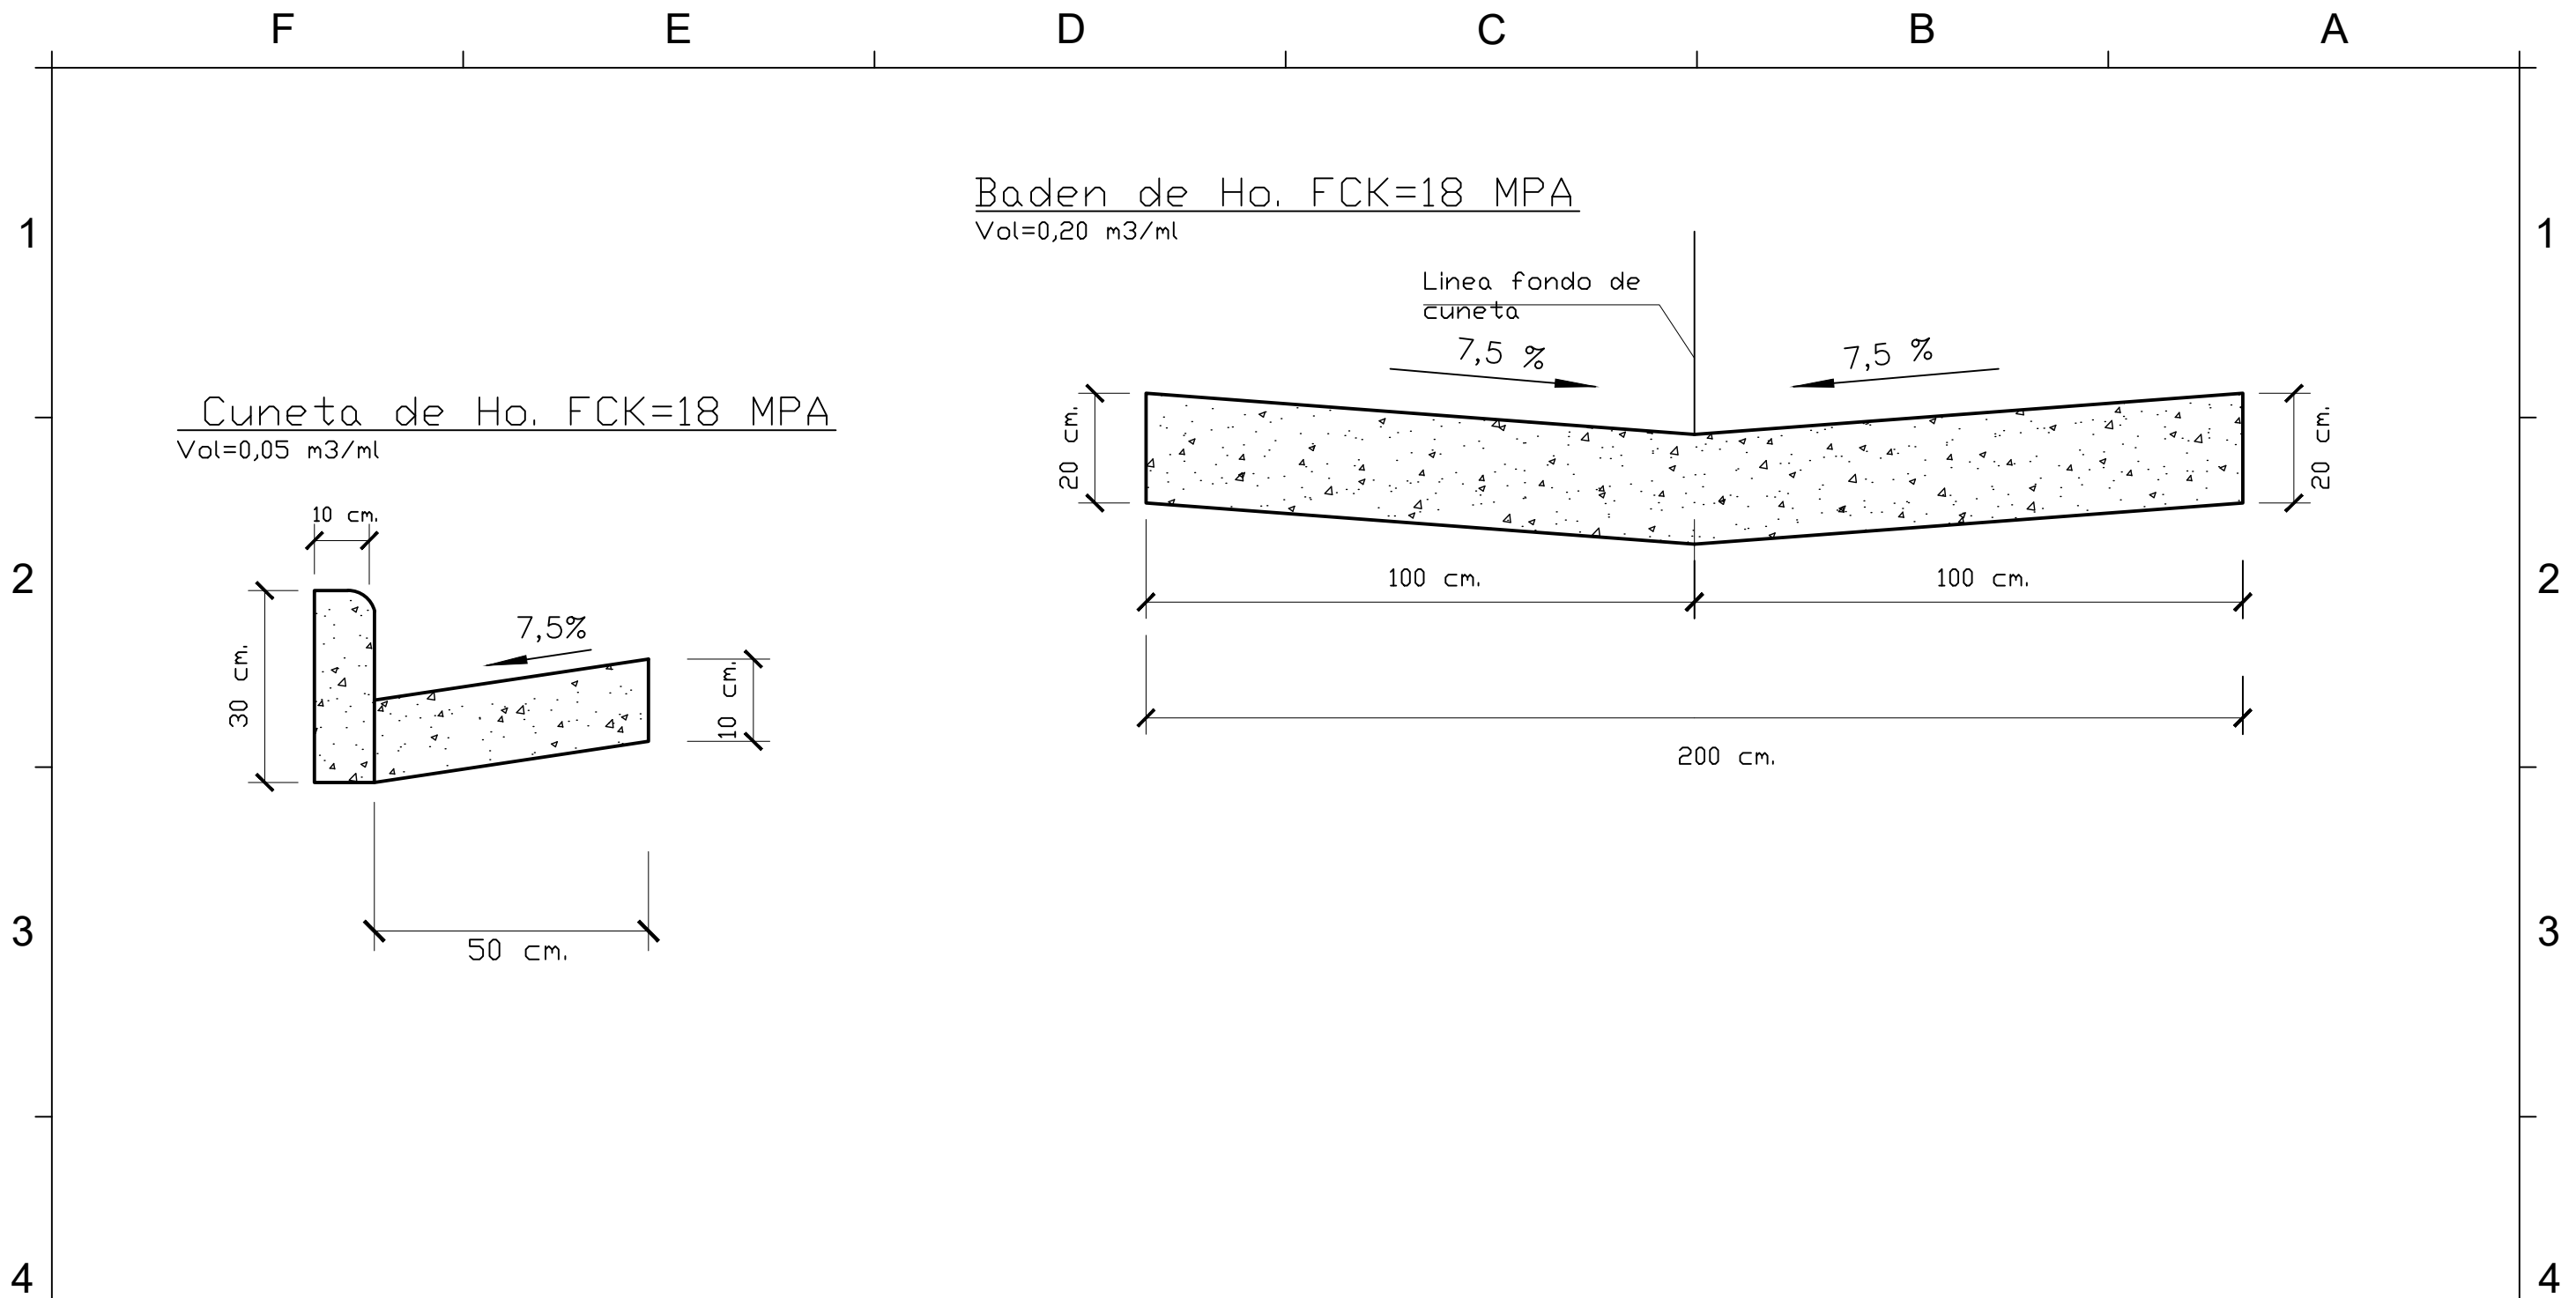 F E D C B A
1 1
Baden de Ho. FCK=18 MPA
Vol=0,20 m3/ml
Linea fondo de
cuneta
7,5 %
7,5 %
20 cm.
20 cm.
100 cm.
100 cm.
200 cm.
Cuneta de Ho. FCK=18 MPA
Vol=0,05 m3/ml
10 cm.
2 2
7,5%
30 cm.
10 cm.
50 cm.
3 3
4 4